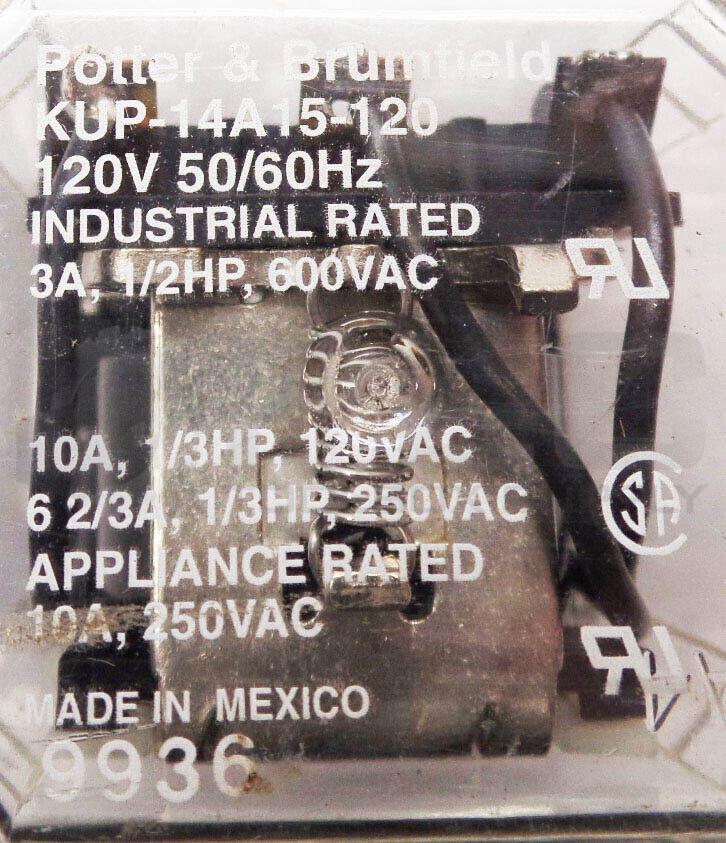 Potter & Brumfield
KUP-14A15-120
120V 50/60Hz
INDUSTRIAL RATED
3A, 1/2HP, 600VAC
10A, 1/3HP, 120VAC
6 2/3A, 1/3HP, 250VAC
APPLIANCE RATED
10A, 250VAC
MADE IN MEXICO
9936